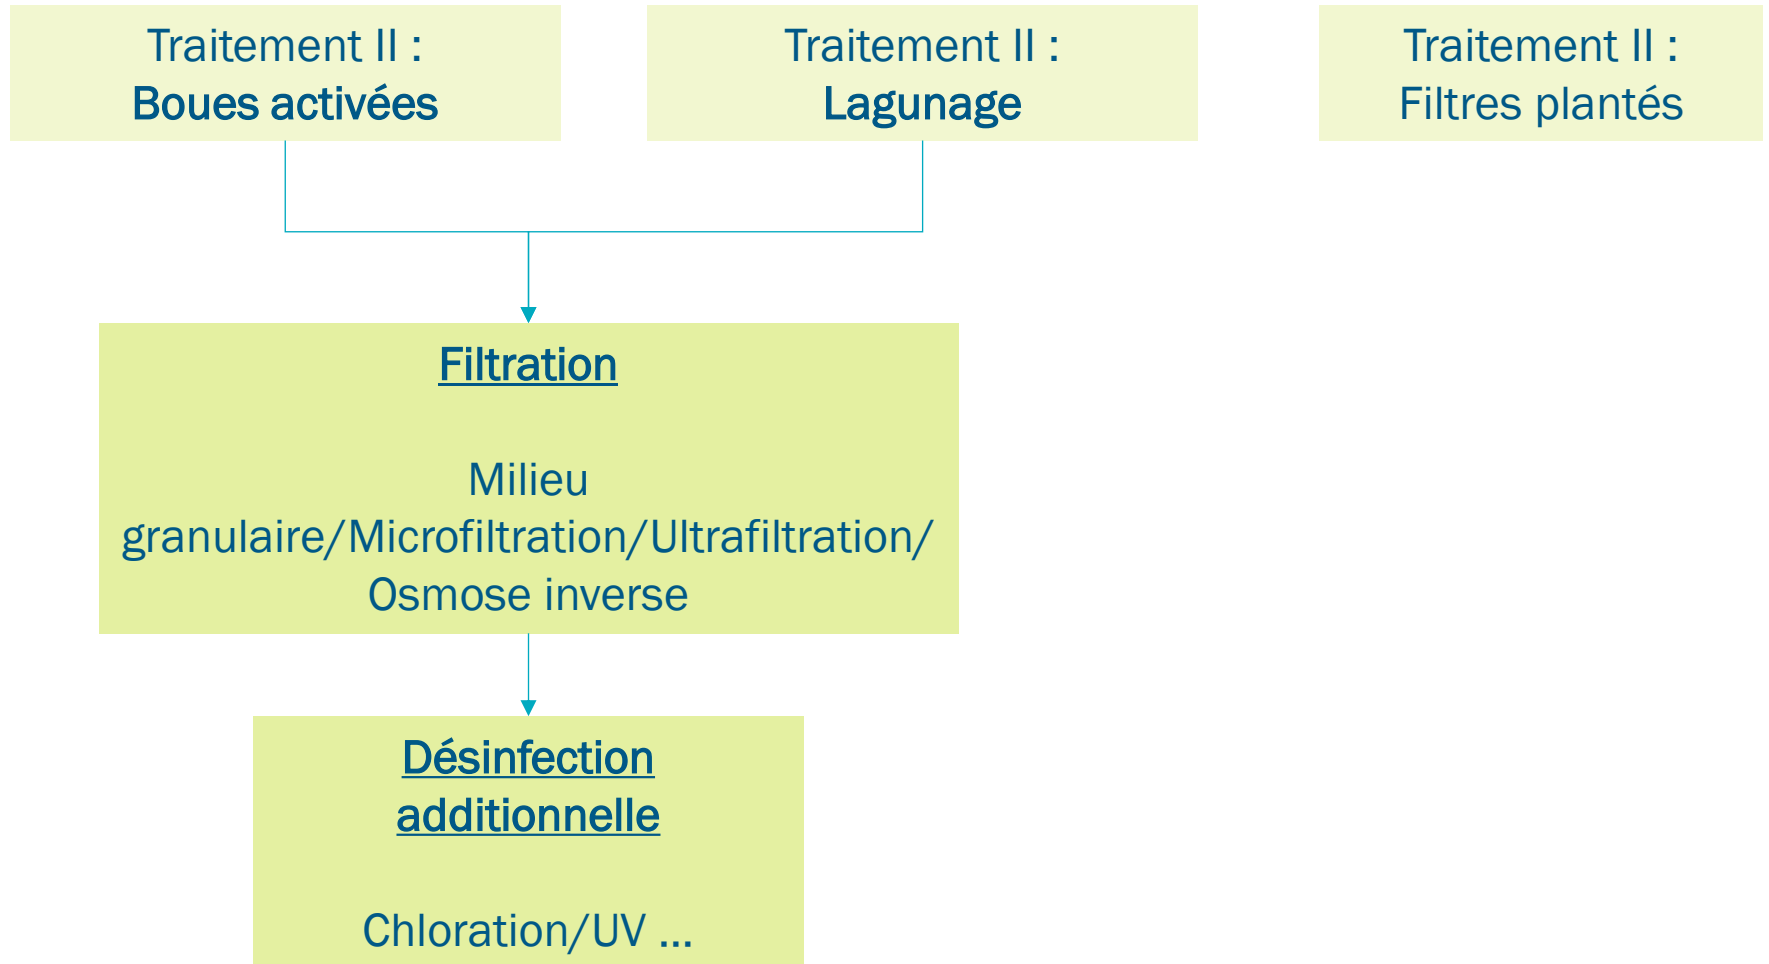 Traitement II :
Boues activées
Traitement II :
Lagunage
Traitement II :
Filtres plantés
Filtration
Milieu
granulaire/Microfiltration/Ultrafiltration/
Osmose inverse
Désinfection
additionnelle
Chloration/UV ...